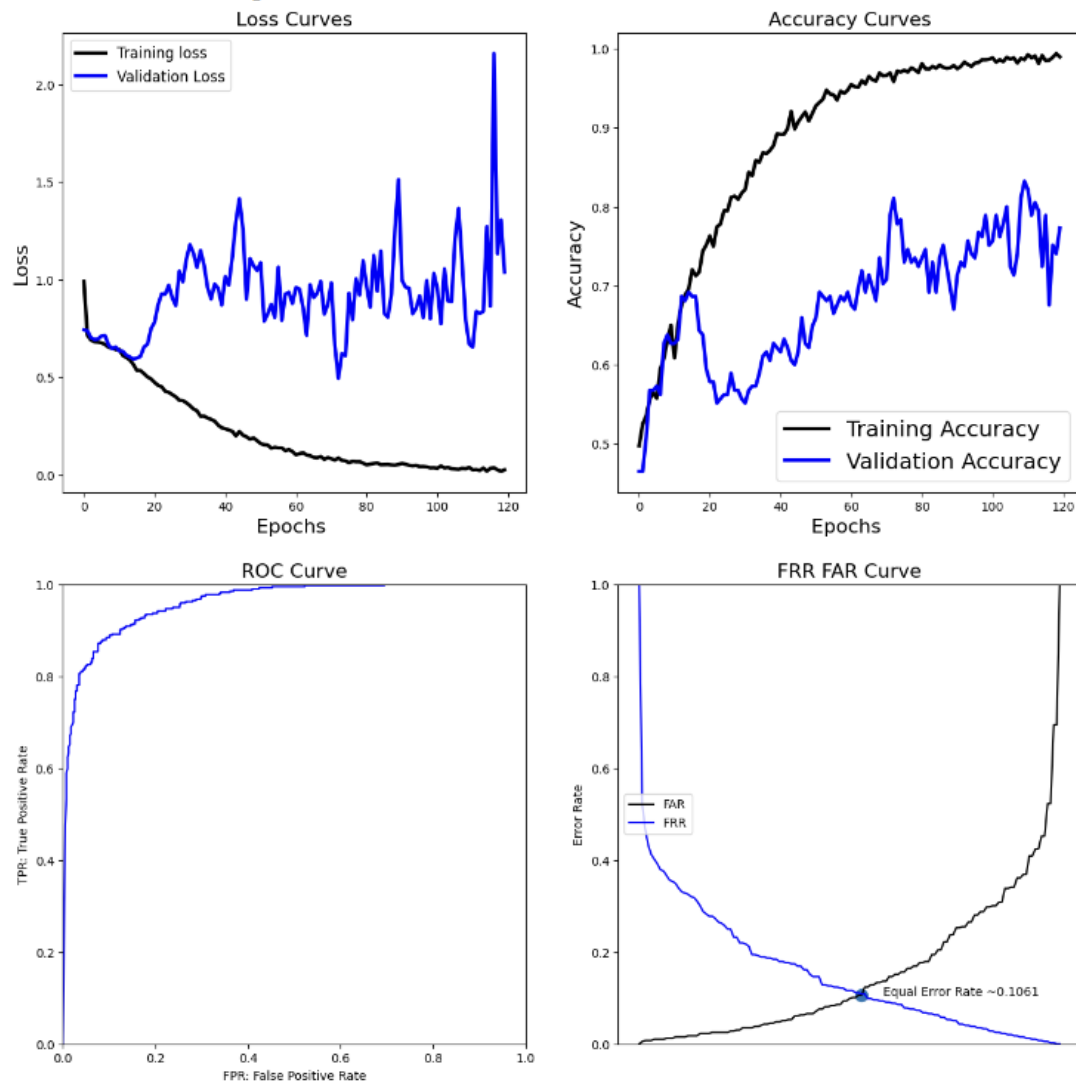 Loss Curves
Training loss
Validation Loss
2.0
1.5
1.0
0.5
0.0
Loss
0 20 40 60 80 100 120
Epochs
Accuracy Curves
1.0
0.9
0.8
0.7
0.6
0.5
Accuracy
Training Accuracy
Validation Accuracy
0 20 40 60 80 100 120
Epochs
ROC Curve
1.0
0.8
0.6
0.4
0.2
0.0
TPR: True Positive Rate
0.0 0.2 0.4 0.6 0.8 1.0
FPR: False Positive Rate
FRR FAR Curve
1.0
0.8
0.6
0.4
0.2
0.0
Error Rate
FAR
FRR
Equal Error Rate ~0.1061